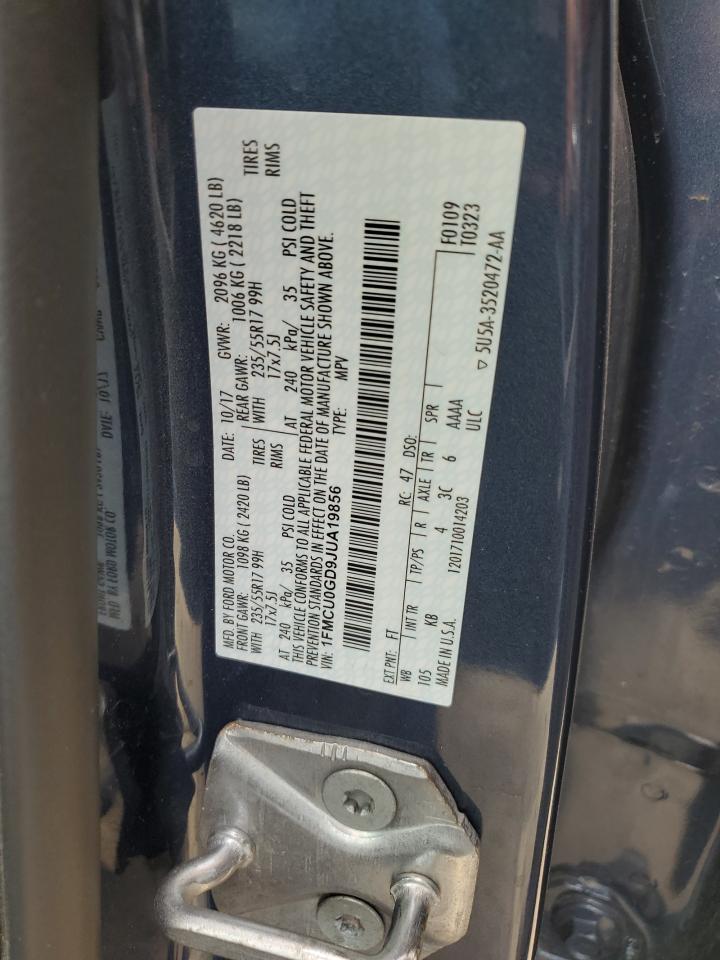 MFD. BY FORD MOTOR CO.
DATE: 10/17 GVWR: 2096 KG ( 4620 LB)
FRONT GAWR: 1098 KG ( 2420 LB) REAR GAWR: 1006 KG ( 2218 LB)
WITH 235/55R17 99H TIRES WITH 235/55R17 99H TIRES
17x7.5J RIMS 17x7.5J RIMS
AT 240 kPa/ 35 PSI COLD AT 240 kPa/ 35 PSI COLD
THIS VEHICLE CONFORMS TO ALL APPLICABLE FEDERAL MOTOR VEHICLE SAFETY AND THEFT
PREVENTION STANDARDS IN EFFECT ON THE DATE OF MANUFACTURE SHOWN ABOVE.
VIN: 1FMCU0GD9JUA19856 TYPE: MPV
EXT PNT: FT RC: 47 DSO: F0109
WB INT TR TP/PS R AXLE TR SPR T0323
105 KB 4 3C 6 AAAA
MADE IN U.S.A. 1201710014203 ULC ▽ 5U5A-3520472-AA